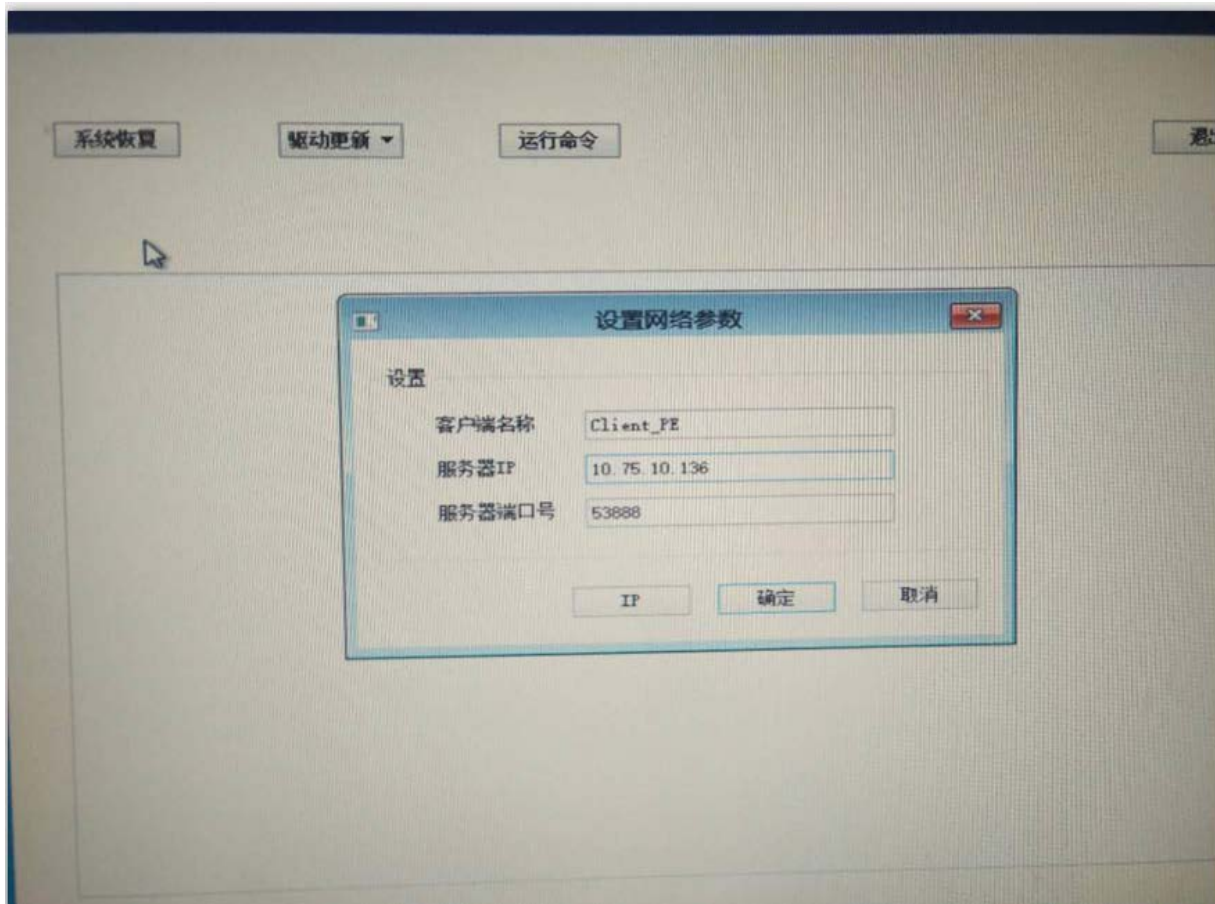 系统恢复
驱动更新
运行命令
退出
设置网络参数
设置
客户端名称
Client_PE
服务器IP
10.75.10.136
服务器端口号
53888
IP
确定
取消